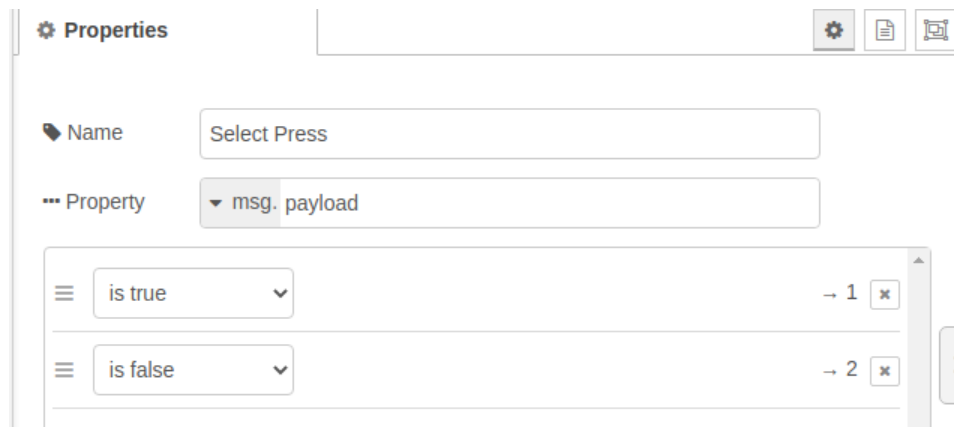 Properties
Name Select Press
Property msg. payload
is true → 1
is false → 2